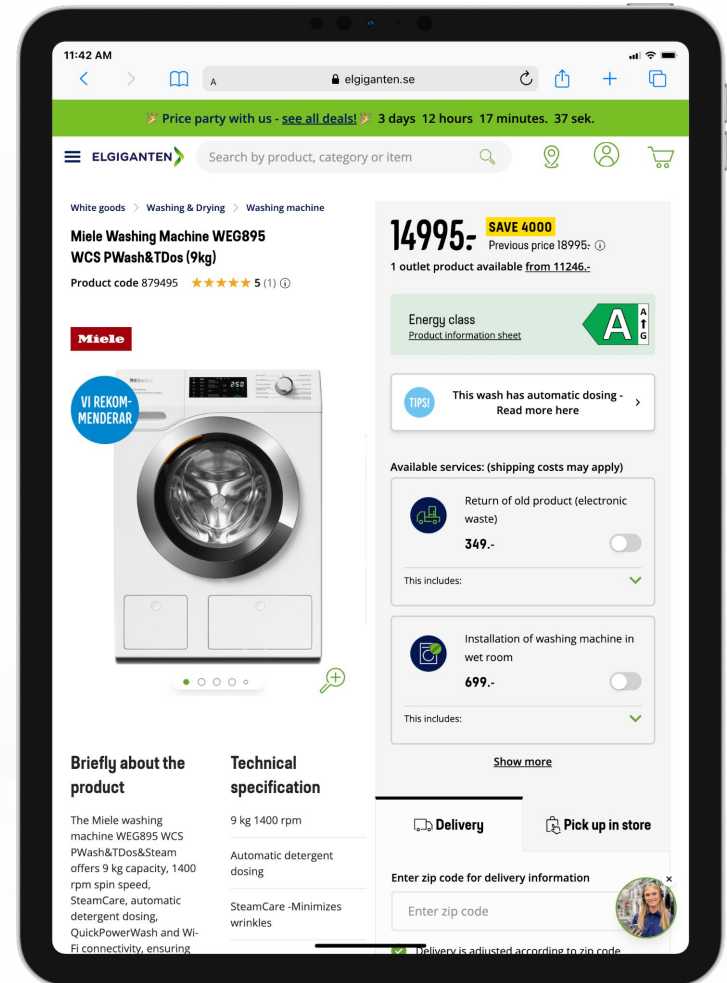 11:42 AM
A
elgiganten.se
Price party with us - see all deals! 3 days 12 hours 17 minutes. 37 sek.
ELGIGANTEN
Search by product, category or item
White goods > Washing & Drying > Washing machine
Miele Washing Machine WEG895
WCS PWash&TDos (9kg)
Product code 879495 5 (1)
Miele
VI REKOM-
MENDERAR
2:50
Briefly about the
product
The Miele washing
machine WEG895 WCS
PWash&TDos&Steam
offers 9 kg capacity, 1400
rpm spin speed,
SteamCare, automatic
detergent dosing,
QuickPowerWash and Wi-
Fi connectivity, ensuring
Technical
specification
9 kg 1400 rpm
Automatic detergent
dosing
SteamCare -Minimizes
wrinkles
14995:-
SAVE 4000
Previous price 18995:-
1 outlet product available from 11246.-
Energy class
Product information sheet
A
A
G
TIPS!
This wash has automatic dosing -
Read more here
Available services: (shipping costs may apply)
Return of old product (electronic
waste)
349.-
This includes:
Installation of washing machine in
wet room
699.-
This includes:
Show more
Delivery
Pick up in store
Enter zip code for delivery information
Enter zip code
Delivery is adjusted according to zip code